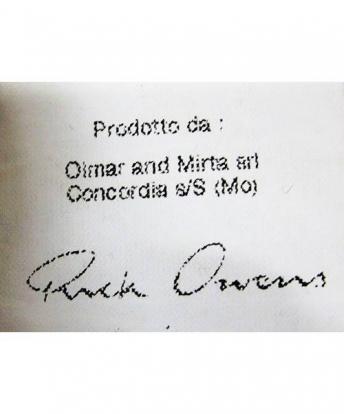 Prodotto da :
Olmar and Mirta srl
Concordia s/S (Mo)
Rick Owens